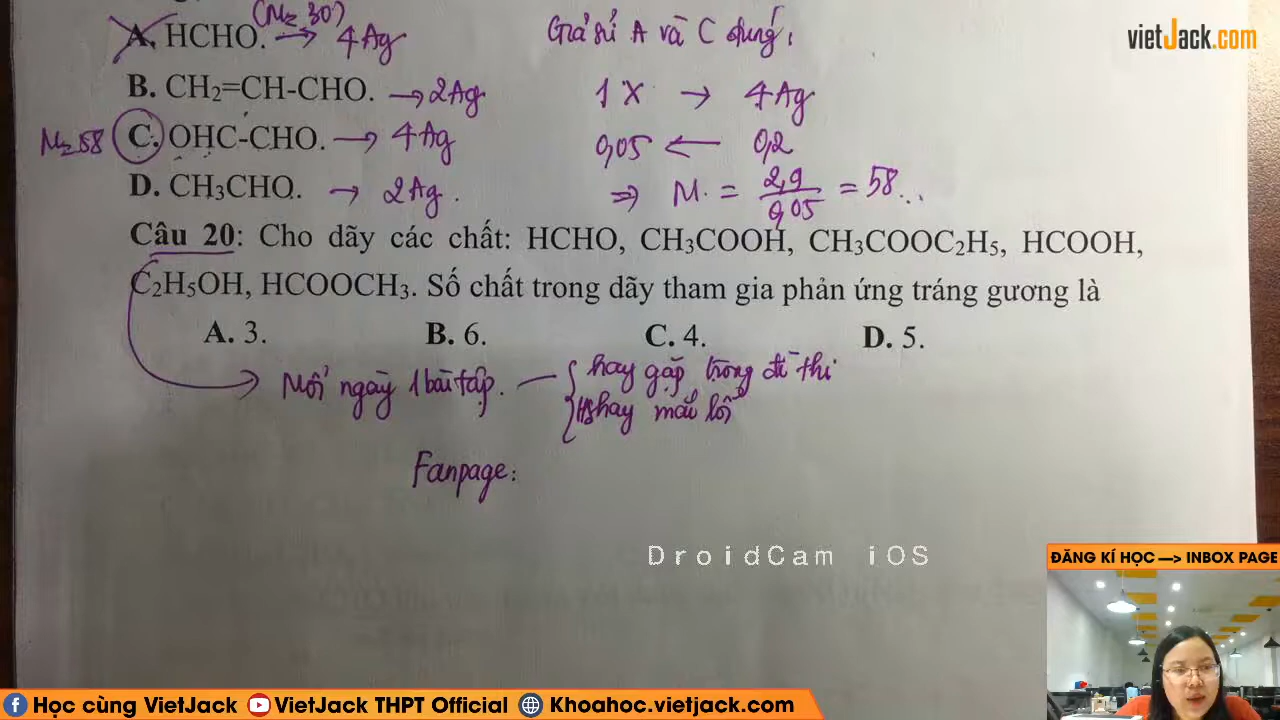 (M=30)
A. HCHO. → 4Ag
Giả sử A và C đúng:
vietJack.com
B. CH₂=CH-CHO. → 2Ag
1 X → 4Ag
M=58 C. OHC-CHO. → 4Ag
0,05 ← 0,2
D. CH₃CHO. → 2Ag.
⇒ M = 2,9/0,05 = 58..
Câu 20: Cho dãy các chất: HCHO, CH₃COOH, CH₃COOC₂H₅, HCOOH,
C₂H₅OH, HCOOCH₃. Số chất trong dãy tham gia phản ứng tráng gương là
A. 3. B. 6. C. 4. D. 5.
Mỗi ngày 1 bài tập. — { hay gặp trong đề thi
HS hay mắc lỗi
Fanpage:
DroidCam iOS
ĐĂNG KÍ HỌC —> INBOX PAGE
Học cùng VietJack VietJack THPT Official Khoahoc.vietjack.com